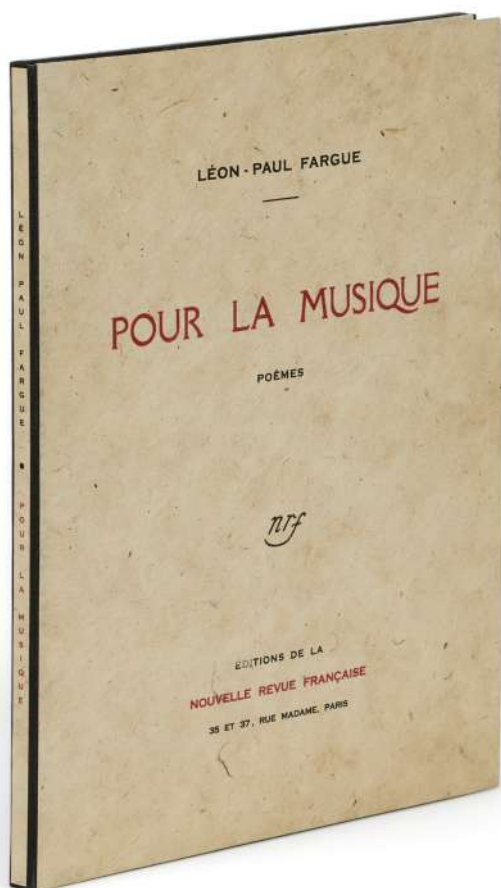 LÉON-PAUL FARGUE
POUR LA MUSIQUE
POÈMES
nrf
ÉDITIONS DE LA
NOUVELLE REVUE FRANÇAISE
35 ET 37, RUE MADAME, PARIS
LÉON PAUL FARGUE • POUR LA MUSIQUE